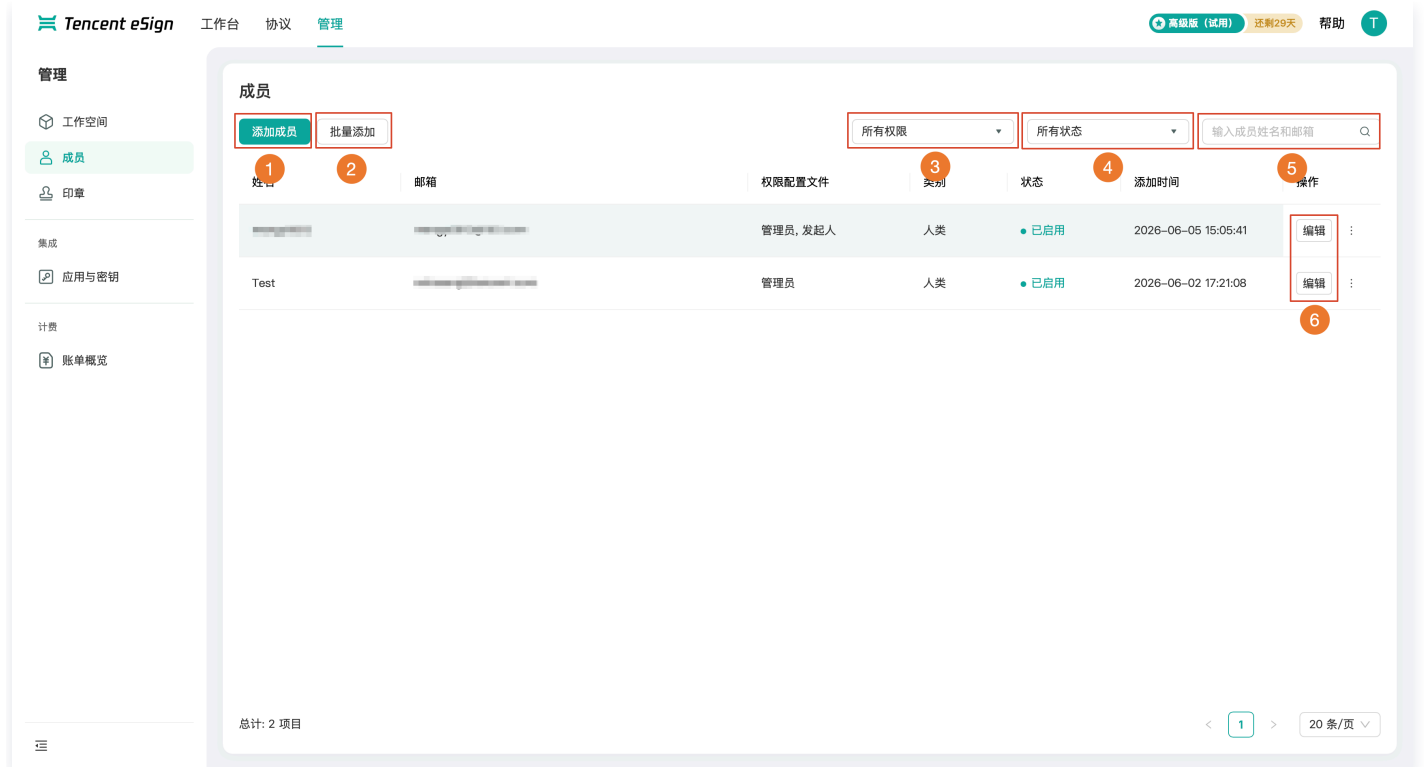 Tencent eSign 工作台 协议 管理 高级版（试用） 还剩29天 帮助 T
管理
工作空间
成员
印章
集成
应用与密钥
计费
账单概览
成员
添加成员 批量添加 所有权限 所有状态 输入成员姓名和邮箱
1 2 3 4 5
姓名 邮箱 权限配置文件 类别 状态 添加时间 操作
管理员, 发起人 人类 已启用 2026-06-05 15:05:41 编辑
Test 管理员 人类 已启用 2026-06-02 17:21:08 编辑
6
总计: 2 项目 < 1 > 20 条/页